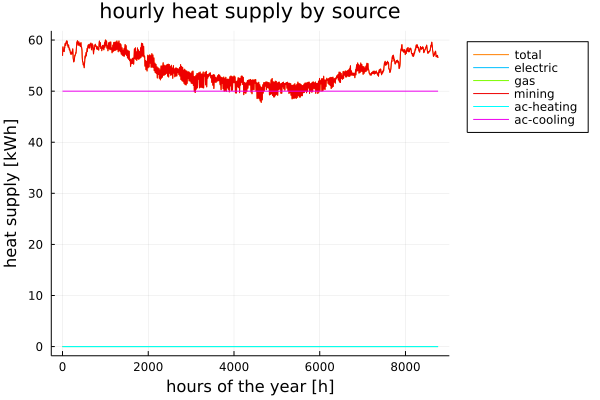 hourly heat supply by source
60
50
40
30
20
10
0
heat supply [kWh]
0 2000 4000 6000 8000
hours of the year [h]
total
electric
gas
mining
ac-heating
ac-cooling